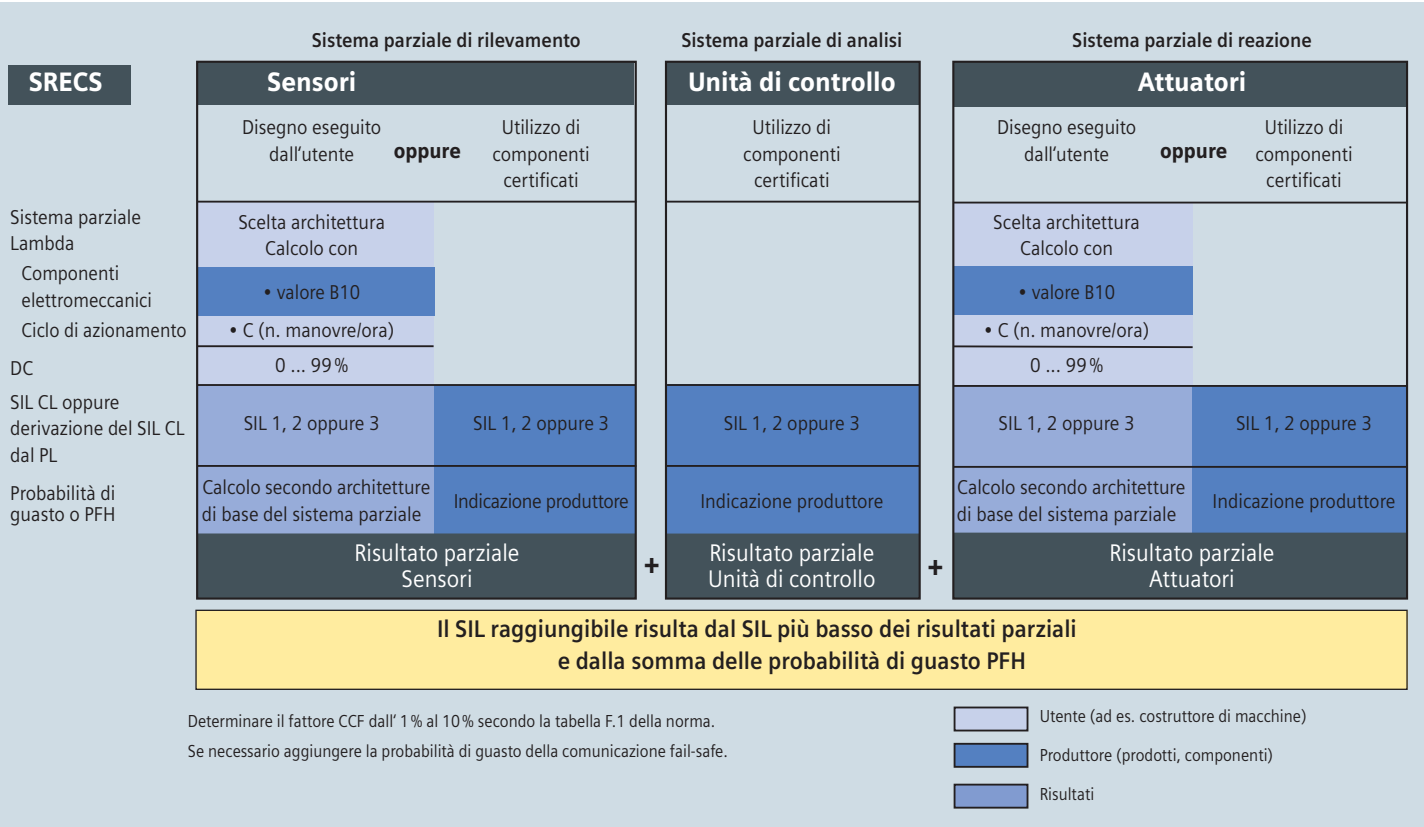 Sistema parziale di rilevamento
Sistema parziale di analisi
Sistema parziale di reazione
SRECS
Sensori
Unità di controllo
Attuatori
Disegno eseguito
dall'utente
oppure
Utilizzo di
componenti
certificati
Utilizzo di
componenti
certificati
Disegno eseguito
dall'utente
oppure
Utilizzo di
componenti
certificati
Sistema parziale
Lambda
Scelta architettura
Calcolo con
Scelta architettura
Calcolo con
Componenti
elettromeccanici
• valore B10
• valore B10
Ciclo di azionamento
• C (n. manovre/ora)
• C (n. manovre/ora)
DC
0 ... 99%
0 ... 99%
SIL CL oppure
derivazione del SIL CL
dal PL
SIL 1, 2 oppure 3
SIL 1, 2 oppure 3
SIL 1, 2 oppure 3
SIL 1, 2 oppure 3
SIL 1, 2 oppure 3
Probabilità di
guasto o PFH
Calcolo secondo architetture
di base del sistema parziale
Indicazione produttore
Indicazione produttore
Calcolo secondo architetture
di base del sistema parziale
Indicazione produttore
Risultato parziale
Sensori
+
Risultato parziale
Unità di controllo
+
Risultato parziale
Attuatori
Il SIL raggiungibile risulta dal SIL più basso dei risultati parziali
e dalla somma delle probabilità di guasto PFH
Determinare il fattore CCF dall' 1% al 10% secondo la tabella F.1 della norma.
Se necessario aggiungere la probabilità di guasto della comunicazione fail-safe.
Utente (ad es. costruttore di macchine)
Produttore (prodotti, componenti)
Risultati